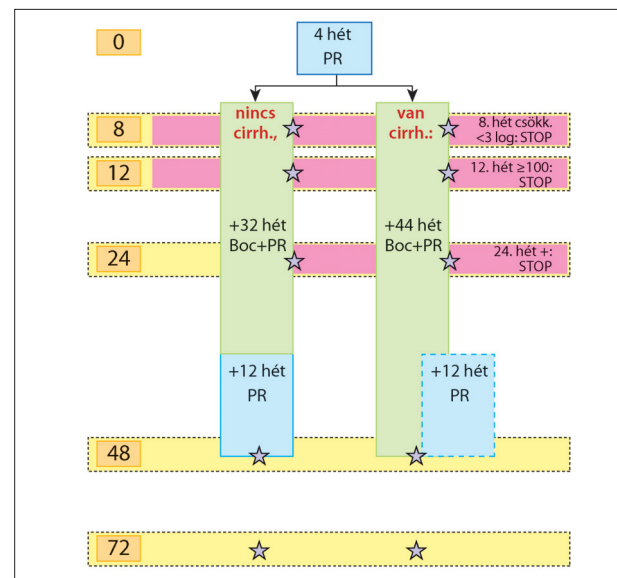 0
4 hét
PR
nincs
cirrh.,
van
cirrh.:
8
8. hét csökk.
<3 log: STOP
12
12. hét ≥100:
STOP
+32 hét
Boc+PR
+44 hét
Boc+PR
24
24. hét +:
STOP
+12 hét
PR
+12 hét
PR
48
72